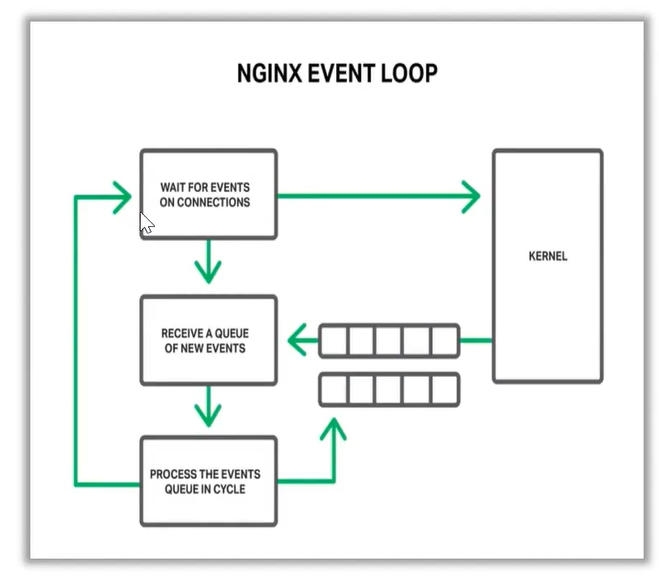 NGINX EVENT LOOP
WAIT FOR EVENTS
ON CONNECTIONS
KERNEL
RECEIVE A QUEUE
OF NEW EVENTS
PROCESS THE EVENTS
QUEUE IN CYCLE